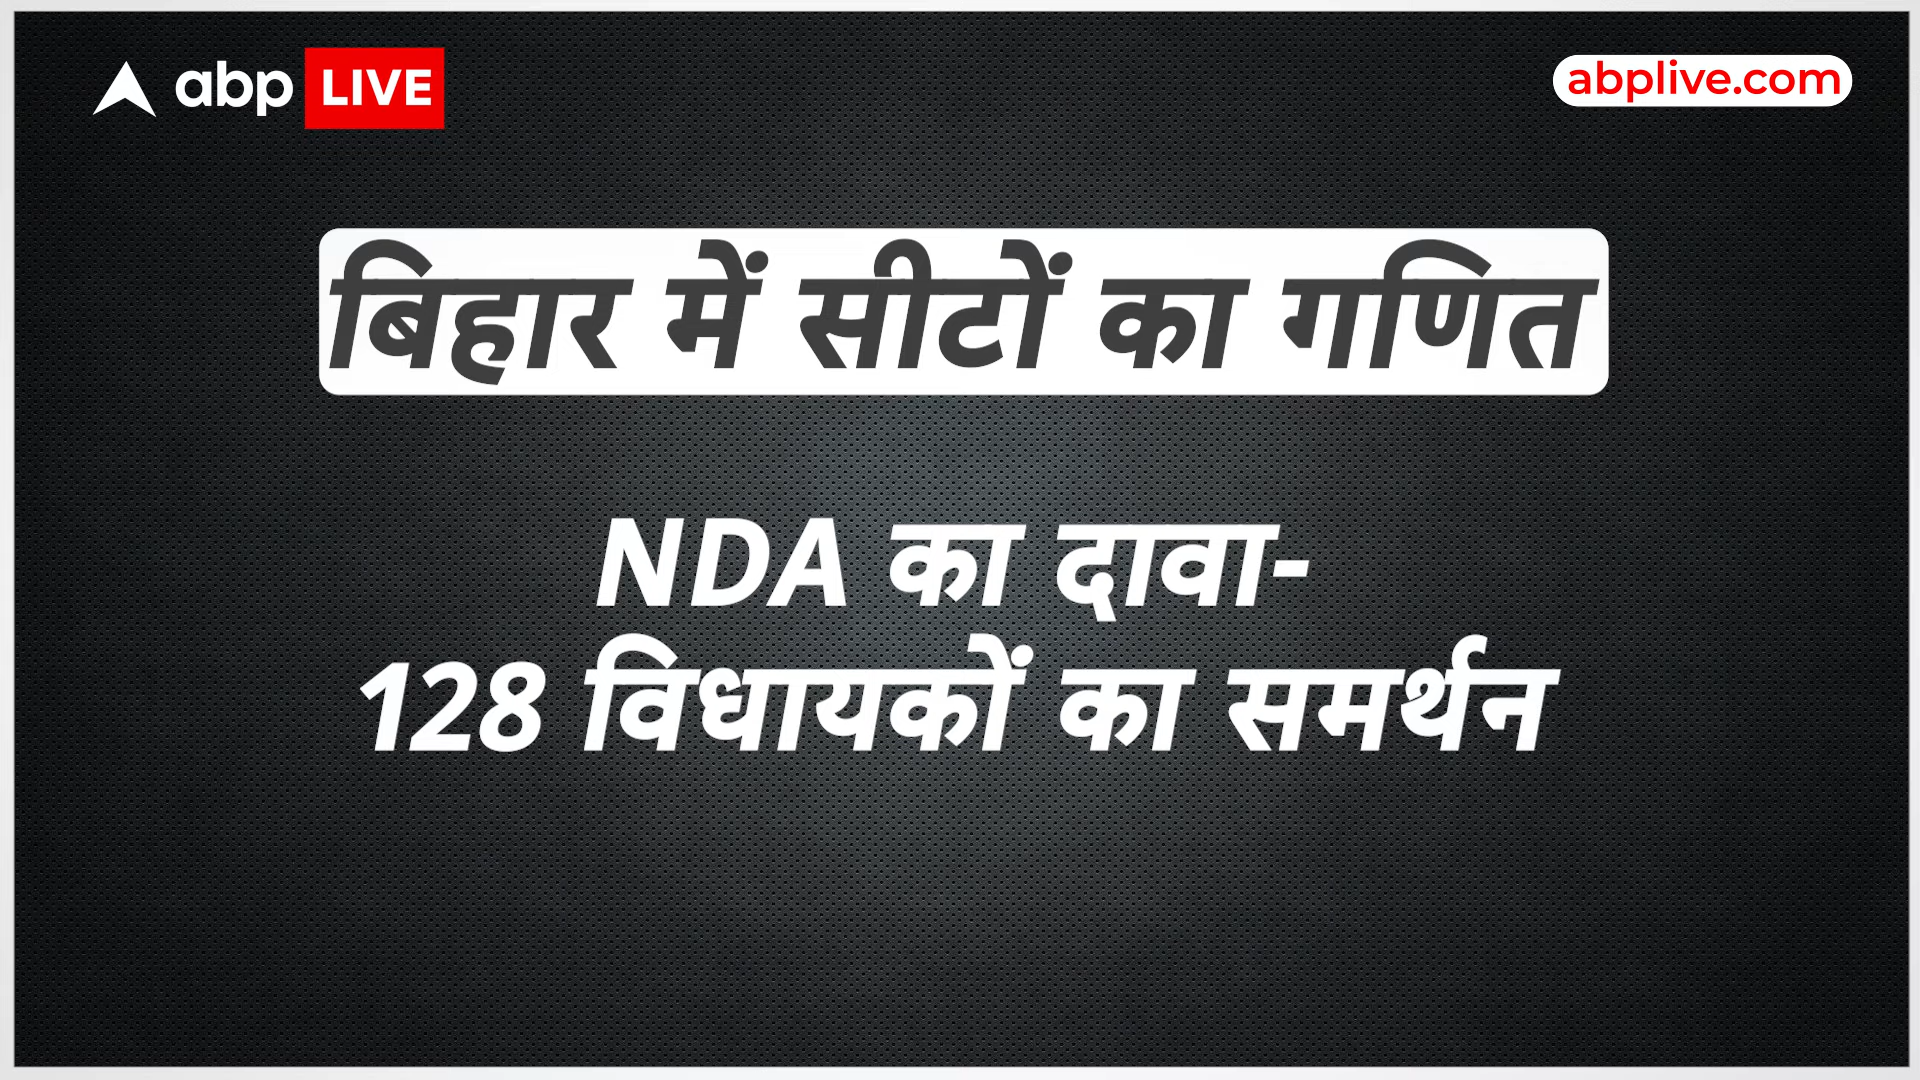 abp LIVE
abplive.com
बिहार में सीटों का गणित
NDA का दावा-
128 विधायकों का समर्थन